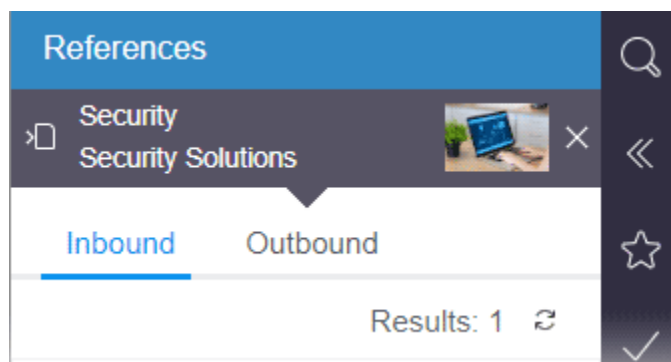 References
Security
Security Solutions
Inbound Outbound
Results: 1